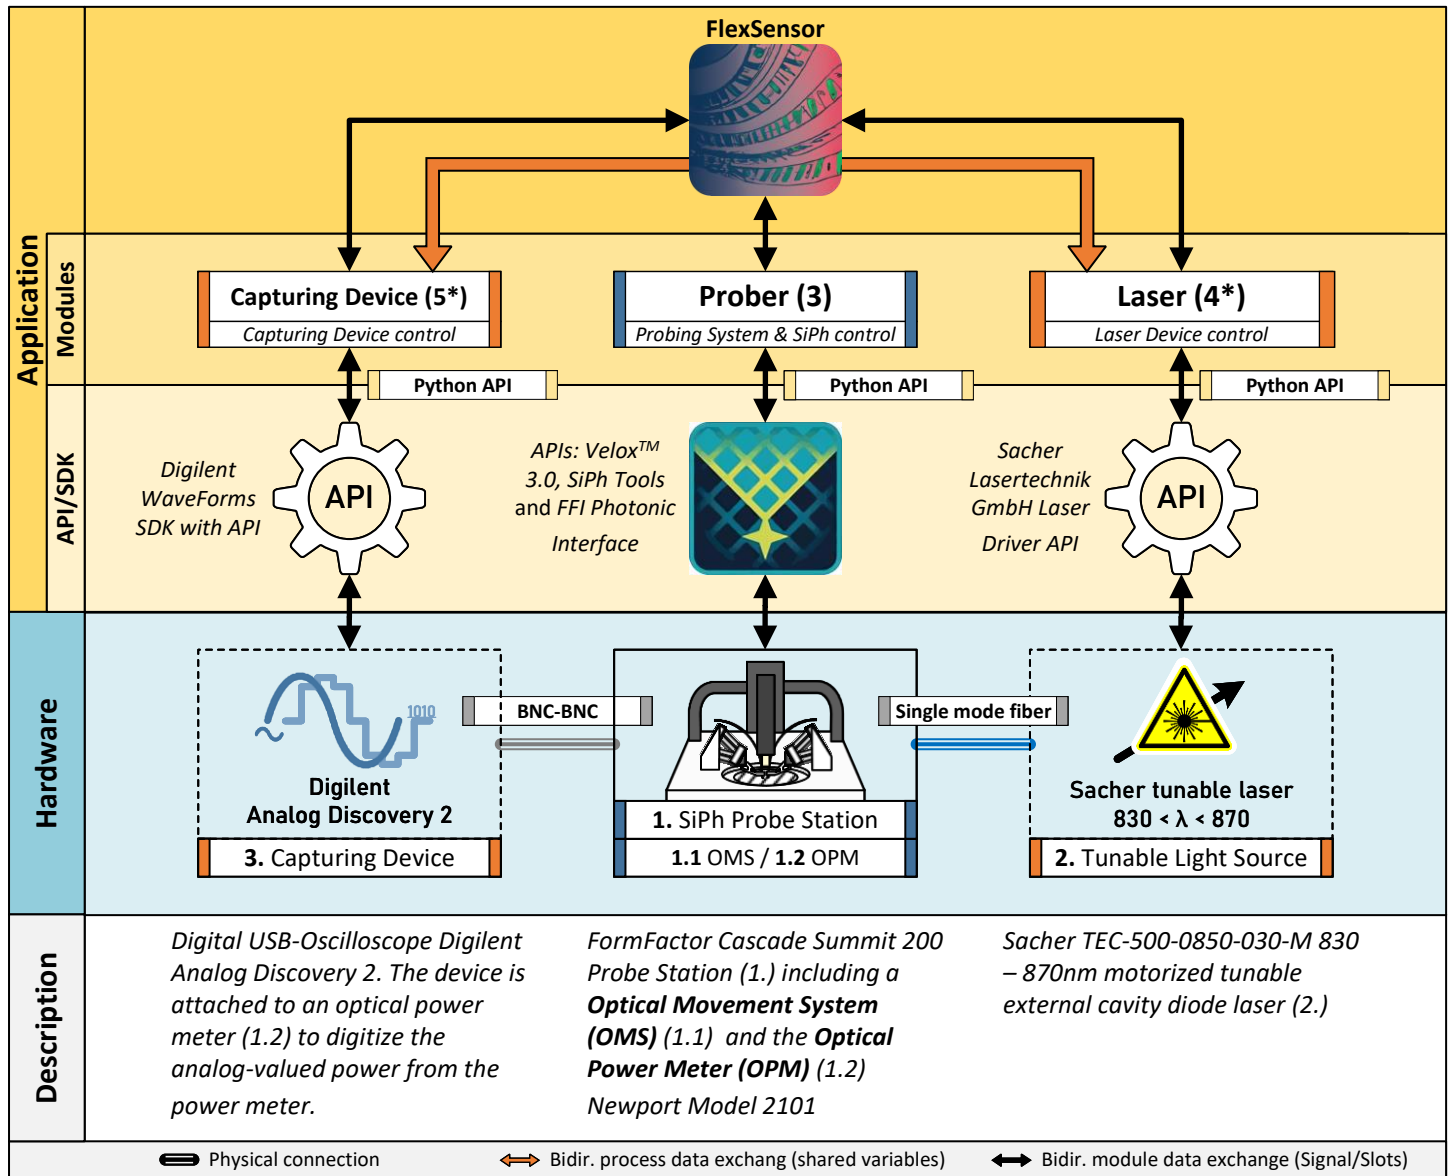 FlexSensor
Application
Modules
Capturing Device (5*)
Capturing Device control
Prober (3)
Probing System & SiPh control
Laser (4*)
Laser Device control
Python API
Python API
Python API
API/SDK
Digilent
WaveForms
SDK with API
API
APIs: Velox™
3.0, SiPh Tools
and FFI Photonic
Interface
Sacher
Lasertechnik
GmbH Laser
Driver API
API
Hardware
1010
Digilent
Analog Discovery 2
3. Capturing Device
BNC-BNC
1. SiPh Probe Station
1.1 OMS / 1.2 OPM
Single mode fiber
Sacher tunable laser
830 < λ < 870
2. Tunable Light Source
Description
Digital USB-Oscilloscope Digilent
Analog Discovery 2. The device is
attached to an optical power
meter (1.2) to digitize the
analog-valued power from the
power meter.
FormFactor Cascade Summit 200
Probe Station (1.) including a
Optical Movement System
(OMS) (1.1) and the Optical
Power Meter (OPM) (1.2)
Newport Model 2101
Sacher TEC-500-0850-030-M 830
– 870nm motorized tunable
external cavity diode laser (2.)
Physical connection
Bidir. process data exchang (shared variables)
Bidir. module data exchange (Signal/Slots)